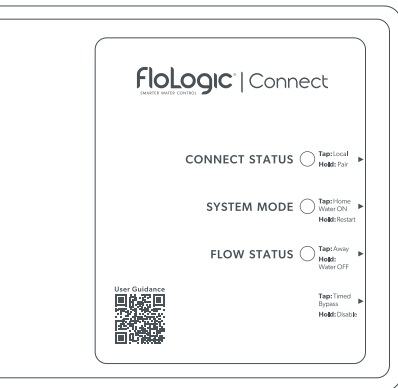 FloLogic® | Connect
SMARTER WATER CONTROL
CONNECT STATUS
Tap: Local
Hold: Pair
SYSTEM MODE
Tap: Home
Water ON
Hold: Restart
FLOW STATUS
Tap: Away
Hold:
Water OFF
User Guidance
Tap: Timed
Bypass
Hold: Disable